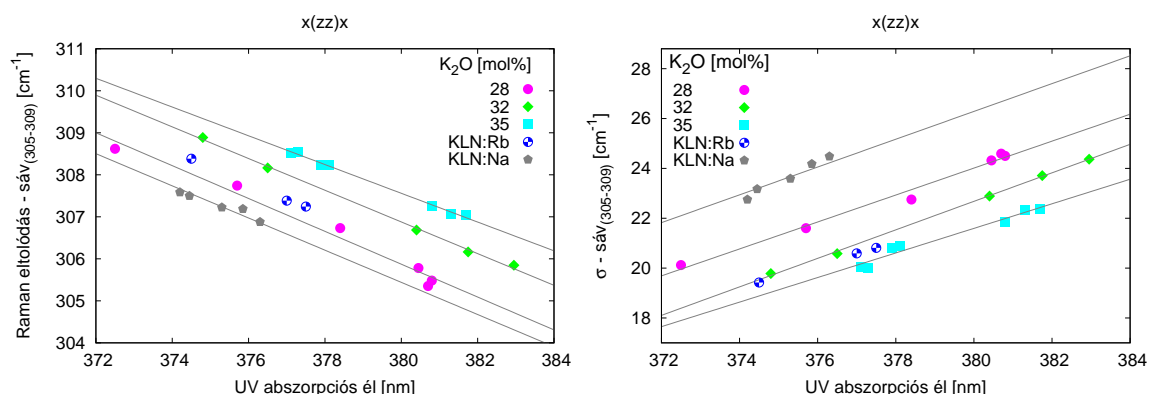 x(zz)x
311
310
309
308
307
306
305
304
372
374
376
378
380
382
384
Raman eltolódás - sáv(305-309) [cm-1]
UV abszorpciós él [nm]
K2O [mol%]
28
32
35
KLN:Rb
KLN:Na
x(zz)x
28
26
24
22
20
18
372
374
376
378
380
382
384
σ - sáv(305-309) [cm-1]
UV abszorpciós él [nm]
K2O [mol%]
28
32
35
KLN:Rb
KLN:Na